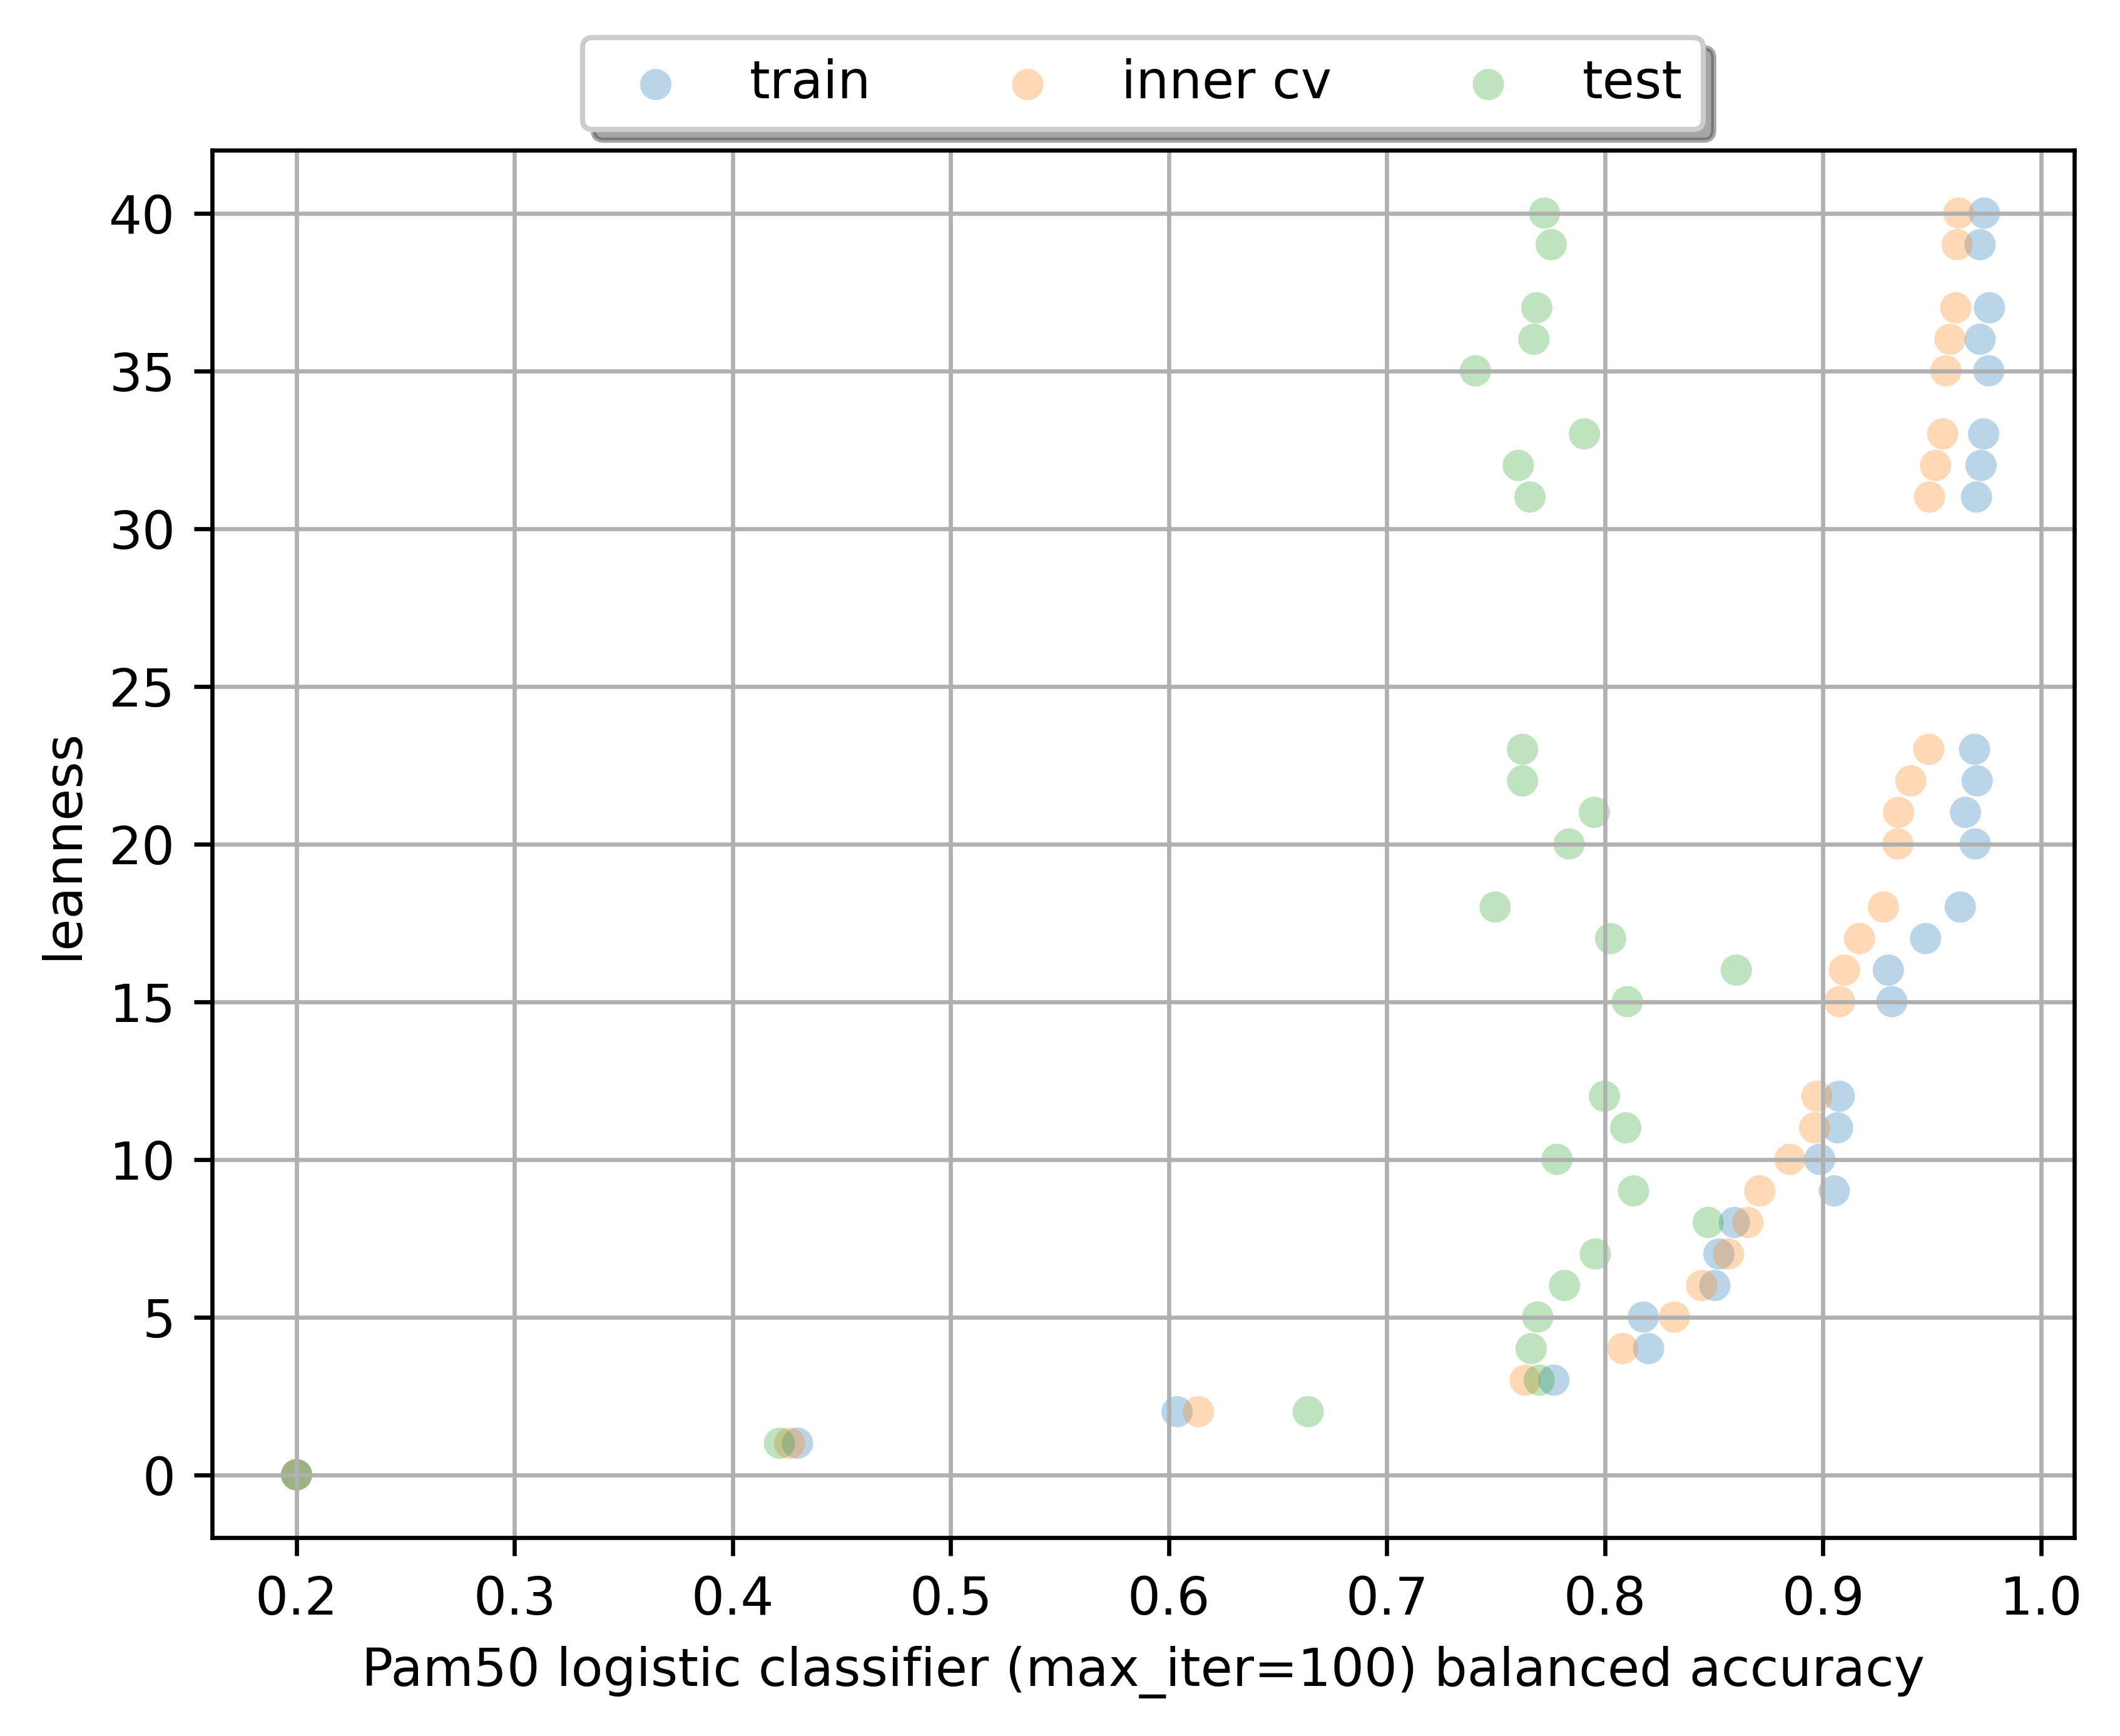 train inner cv test
40
35
30
25
20
15
10
5
0
leanness
0.2 0.3 0.4 0.5 0.6 0.7 0.8 0.9 1.0
Pam50 logistic classifier (max_iter=100) balanced accuracy